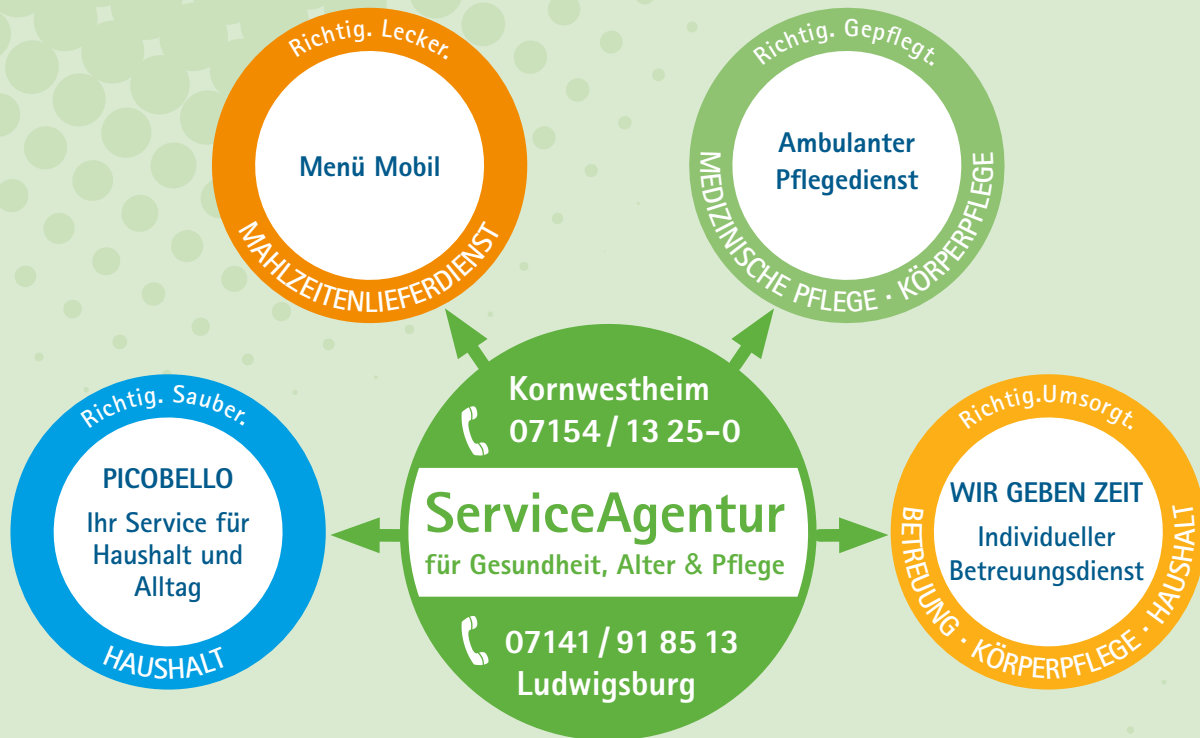 Richtig. Lecker.
Menü Mobil
MAHLZEITENLIEFERDIENST
Richtig. Gepflegt.
Ambulanter
Pflegedienst
MEDIZINISCHE PFLEGE · KÖRPERPFLEGE
Richtig. Sauber.
PICOBELLO
Ihr Service für
Haushalt und
Alltag
HAUSHALT
Kornwestheim
07154 / 13 25-0
ServiceAgentur
für Gesundheit, Alter & Pflege
07141 / 91 85 13
Ludwigsburg
Richtig.Umsorgt.
WIR GEBEN ZEIT
Individueller
Betreuungsdienst
BETREUUNG · KÖRPERPFLEGE · HAUSHALT